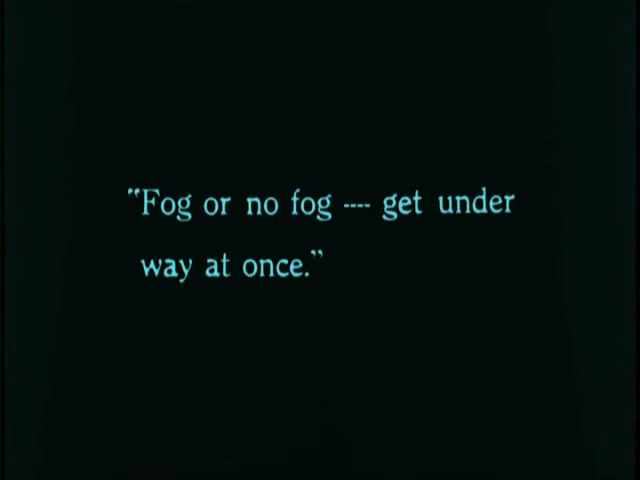 "Fog or no fog ---- get under
way at once."